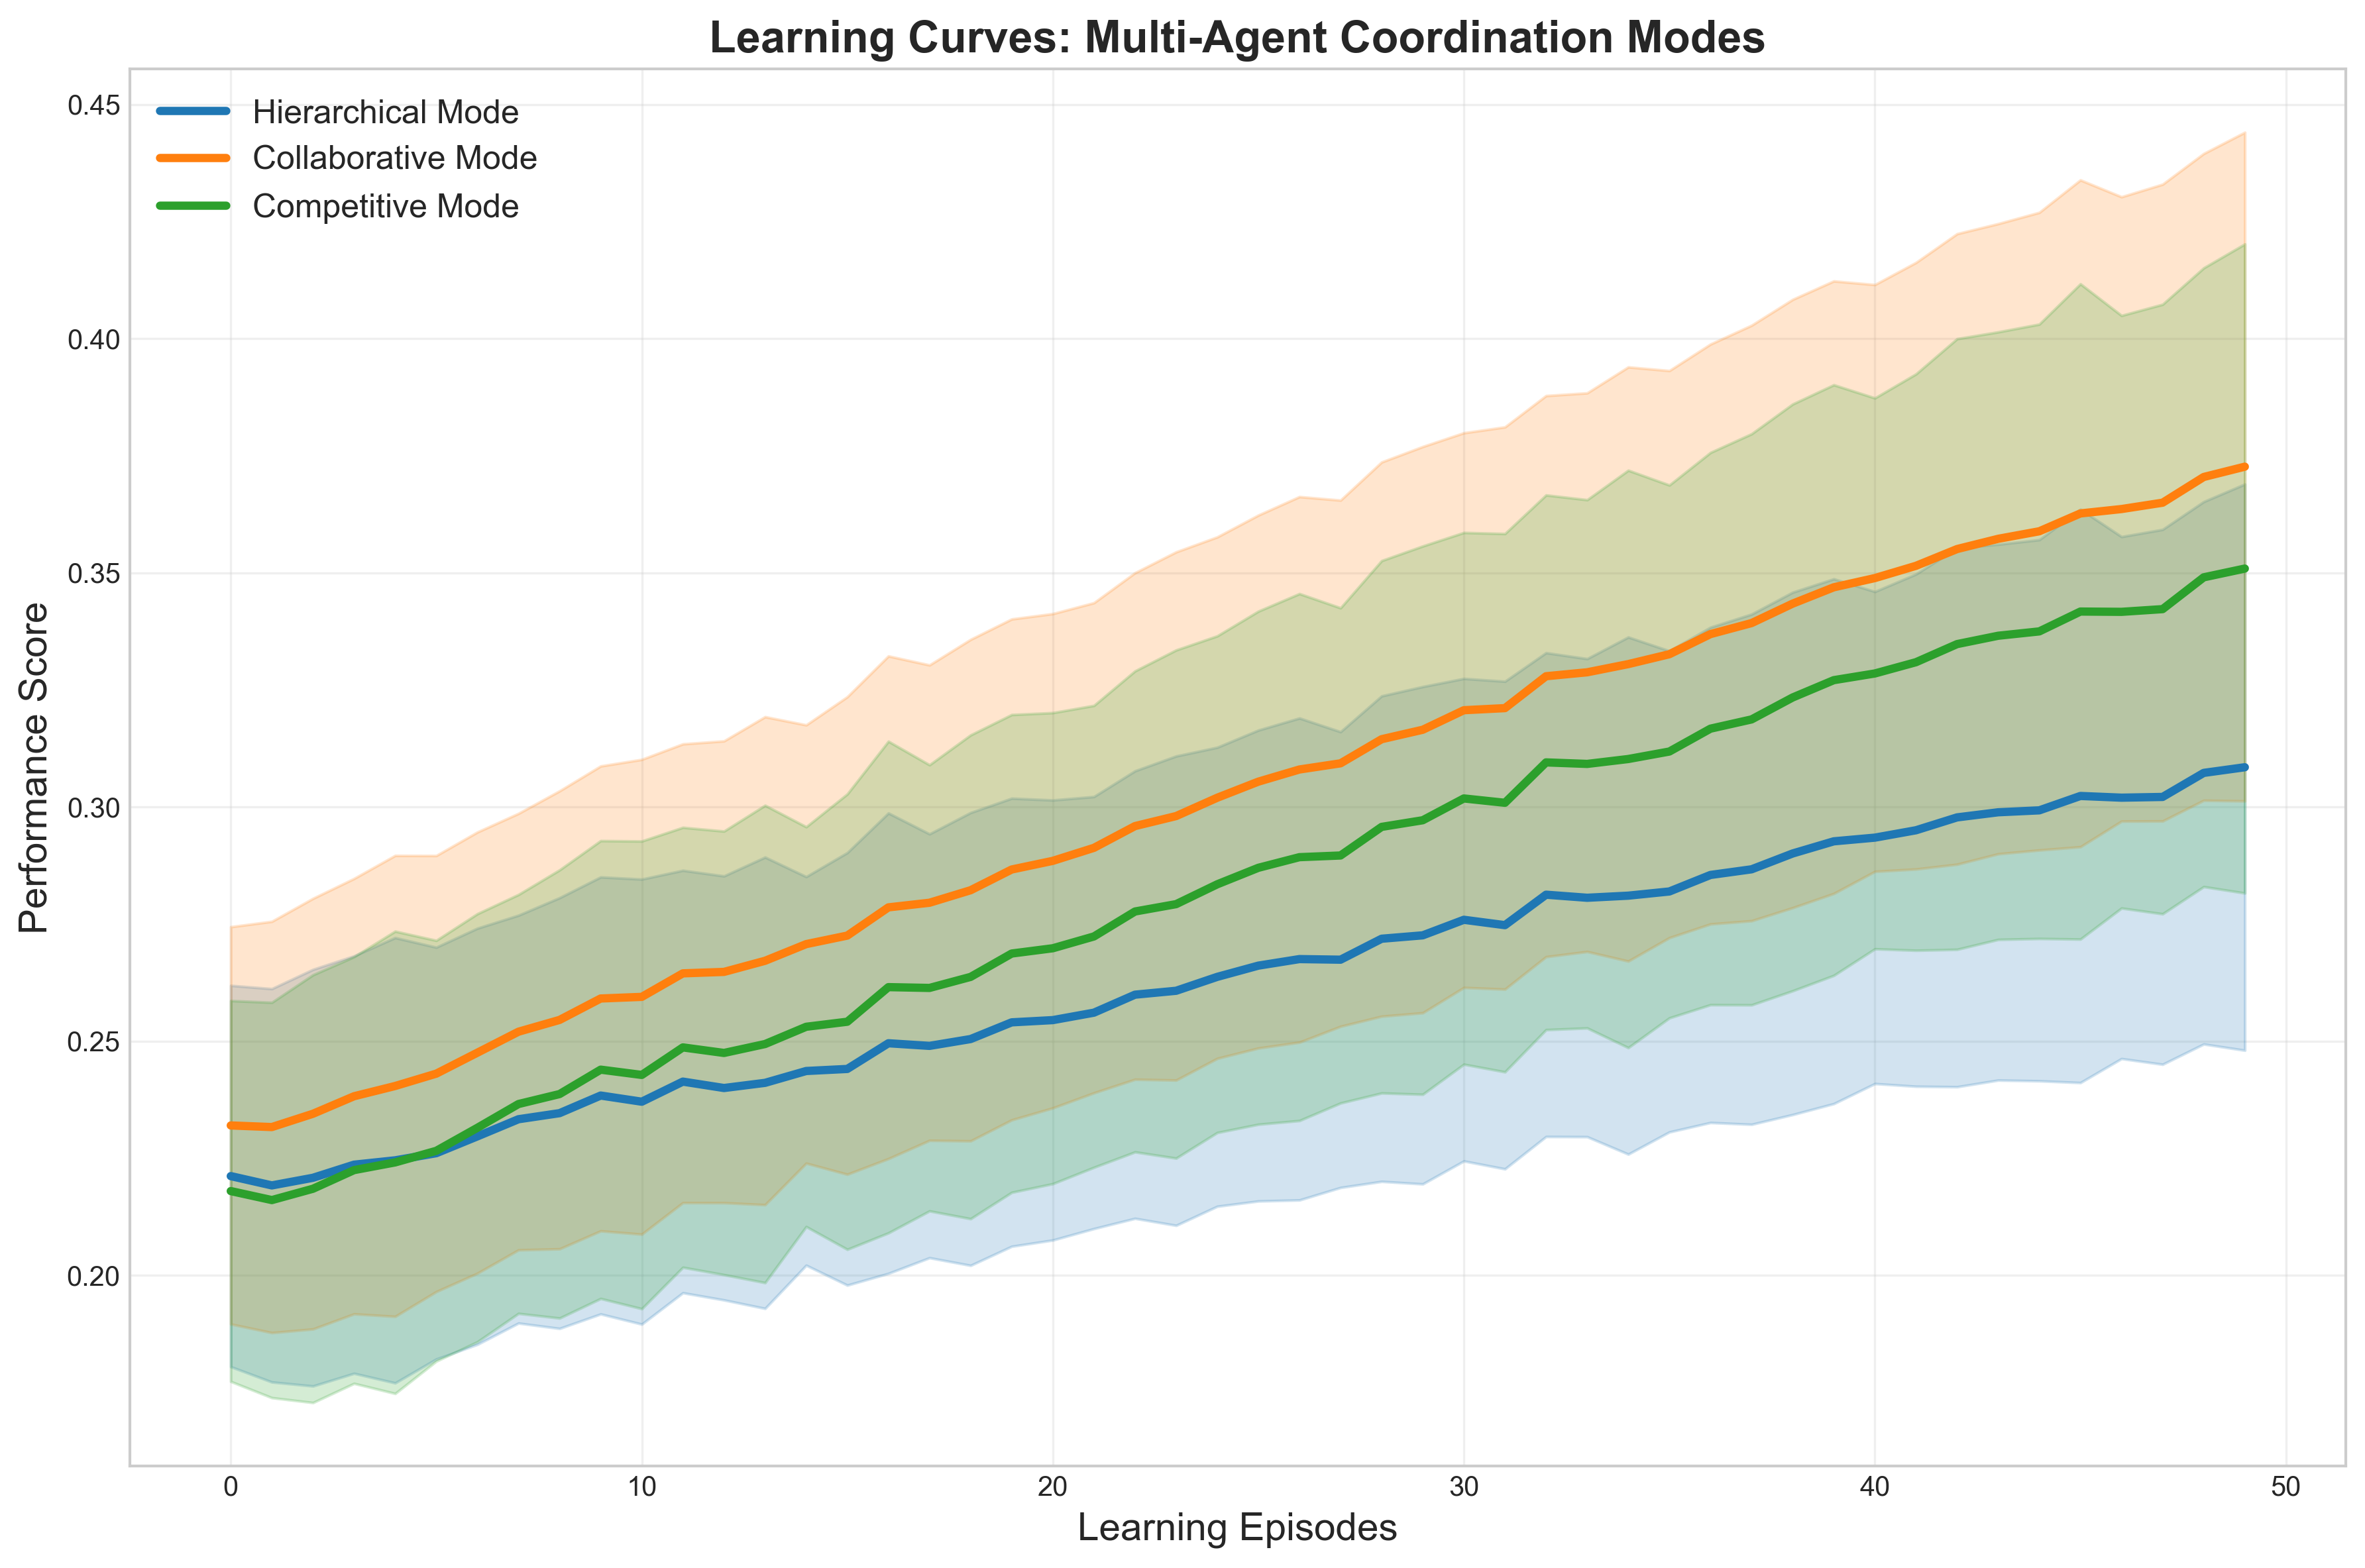 Learning Curves: Multi-Agent Coordination Modes
Hierarchical Mode
Collaborative Mode
Competitive Mode
Performance Score
0.45
0.40
0.35
0.30
0.25
0.20
0 10 20 30 40 50
Learning Episodes